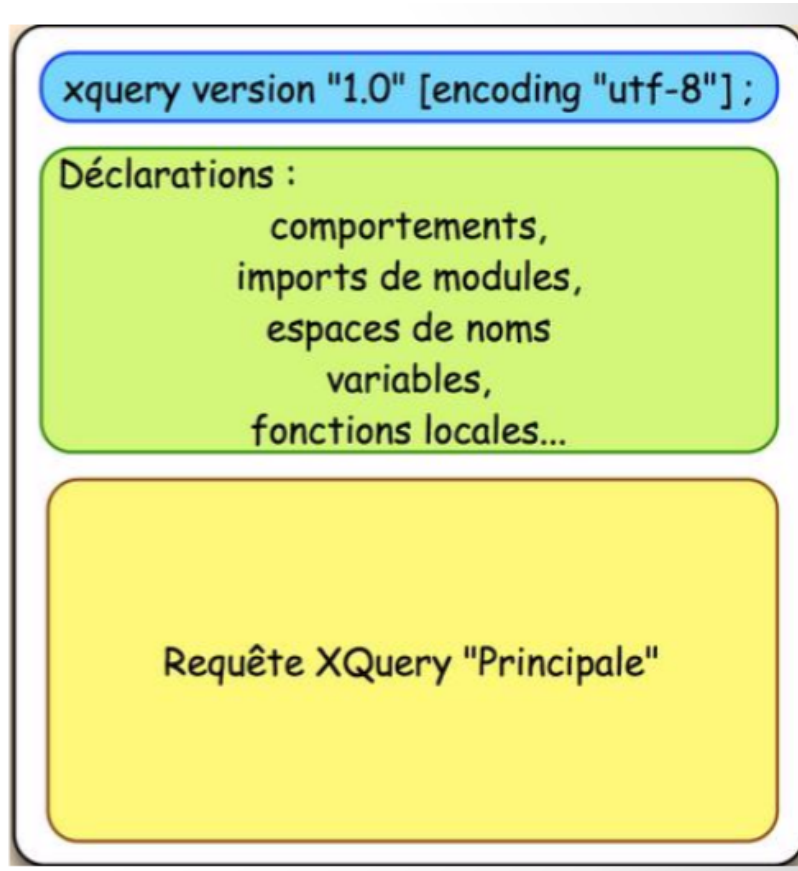 xquery version "1.0" [encoding "utf-8"] ;
Déclarations :
comportements,
imports de modules,
espaces de noms
variables,
fonctions locales...
Requête XQuery "Principale"